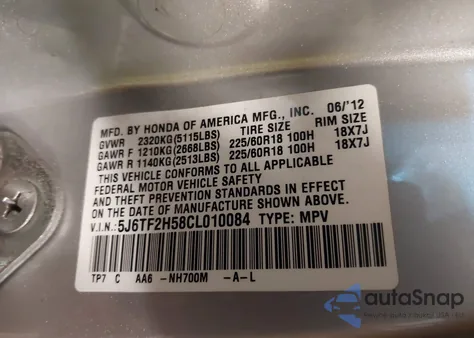 MFD. BY HONDA OF AMERICA MFG., INC. 06/'12
GVWR 2320KG(5115LBS) TIRE SIZE RIM SIZE
GAWR F 1210KG(2668LBS) 225/60R18 100H 18X7J
GAWR R 1140KG(2513LBS) 225/60R18 100H 18X7J
THIS VEHICLE CONFORMS TO ALL APPLICABLE
FEDERAL MOTOR VEHICLE SAFETY
AND THEFT PREVENTION STANDARDS IN EFFECT
ON THE DATE OF MANUFACTURE SHOWN ABOVE.
V.I.N.: 5J6TF2H58CL010084 TYPE: MPV
TP7 C AA6 -NH700M -A-L
autoSnap